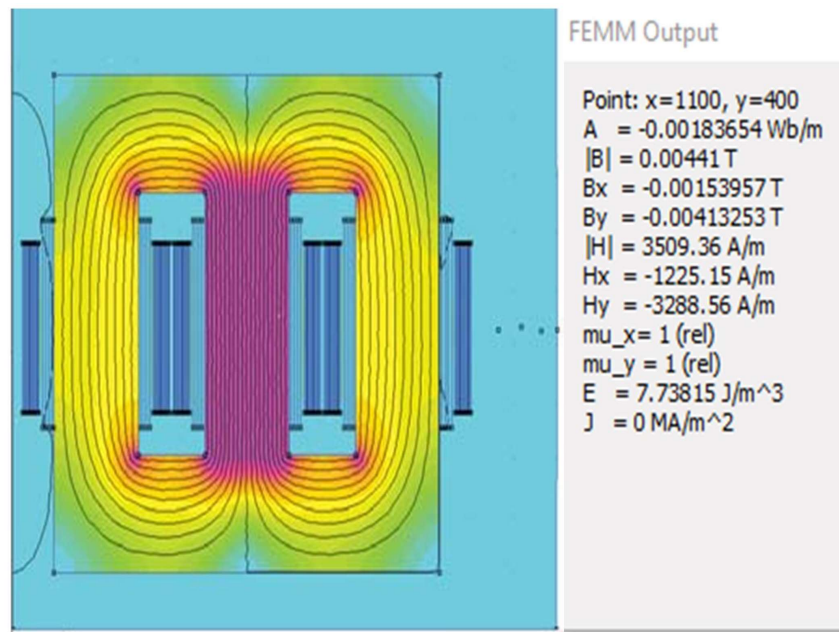 FEMM Output
Point: x=1100, y=400
A = -0.00183654 Wb/m
|B| = 0.00441 T
Bx = -0.00153957 T
By = -0.00413253 T
|H| = 3509.36 A/m
Hx = -1225.15 A/m
Hy = -3288.56 A/m
mu_x= 1 (rel)
mu_y = 1 (rel)
E = 7.73815 J/m^3
J = 0 MA/m^2